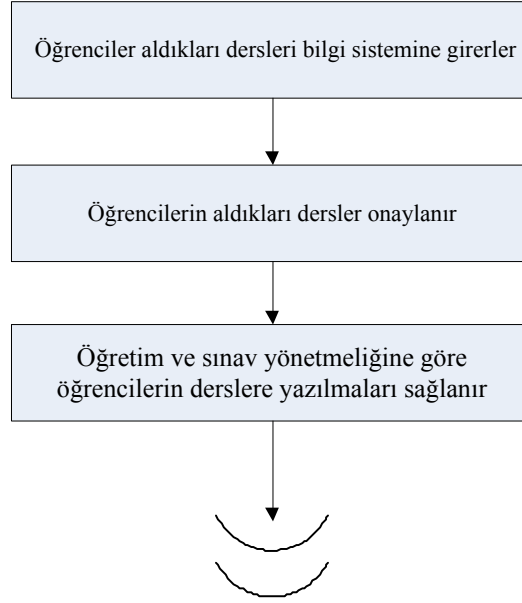 Öğrenciler aldıkları dersleri bilgi sistemine girerler
Öğrencilerin aldıkları dersler onaylanır
Öğretim ve sınav yönetmeliğine göre
öğrencilerin derslere yazılmaları sağlanır